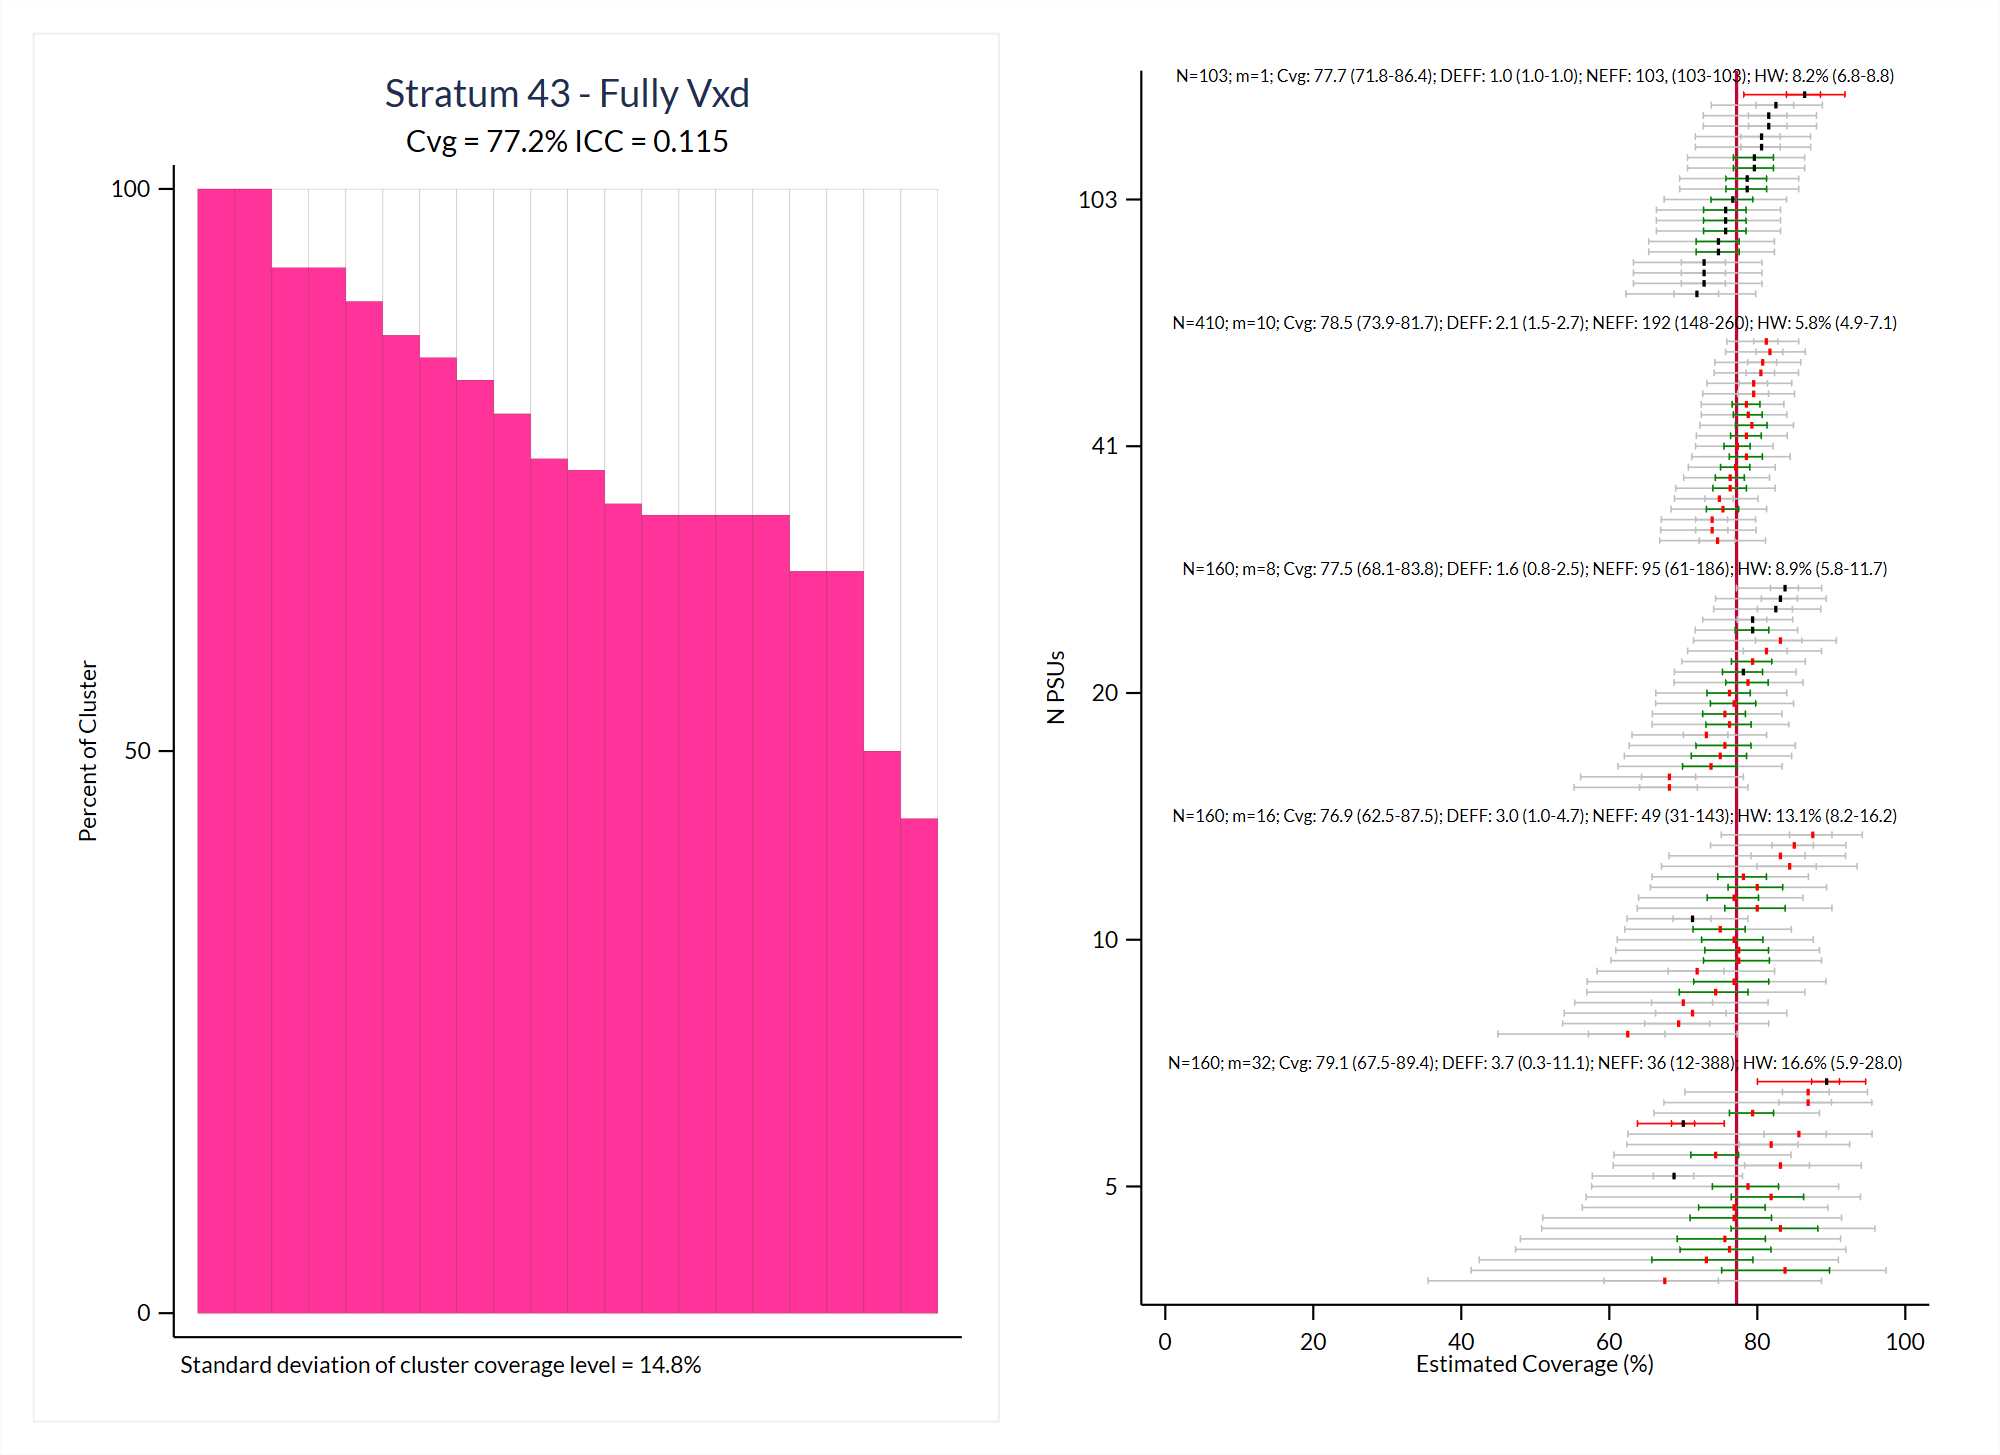 Stratum 43 - Fully Vxd
Cvg = 77.2% ICC = 0.115
100
50
0
Percent of Cluster
Standard deviation of cluster coverage level = 14.8%
N=103; m=1; Cvg: 77.7 (71.8-86.4); DEFF: 1.0 (1.0-1.0); NEFF: 103, (103-103); HW: 8.2% (6.8-8.8)
103
N=410; m=10; Cvg: 78.5 (73.9-81.7); DEFF: 2.1 (1.5-2.7); NEFF: 192 (148-260); HW: 5.8% (4.9-7.1)
41
N=160; m=8; Cvg: 77.5 (68.1-83.8); DEFF: 1.6 (0.8-2.5); NEFF: 95 (61-186); HW: 8.9% (5.8-11.7)
20
N=160; m=16; Cvg: 76.9 (62.5-87.5); DEFF: 3.0 (1.0-4.7); NEFF: 49 (31-143); HW: 13.1% (8.2-16.2)
10
N=160; m=32; Cvg: 79.1 (67.5-89.4); DEFF: 3.7 (0.3-11.1); NEFF: 36 (12-388); HW: 16.6% (5.9-28.0)
5
N PSUs
0 20 40 60 80 100
Estimated Coverage (%)